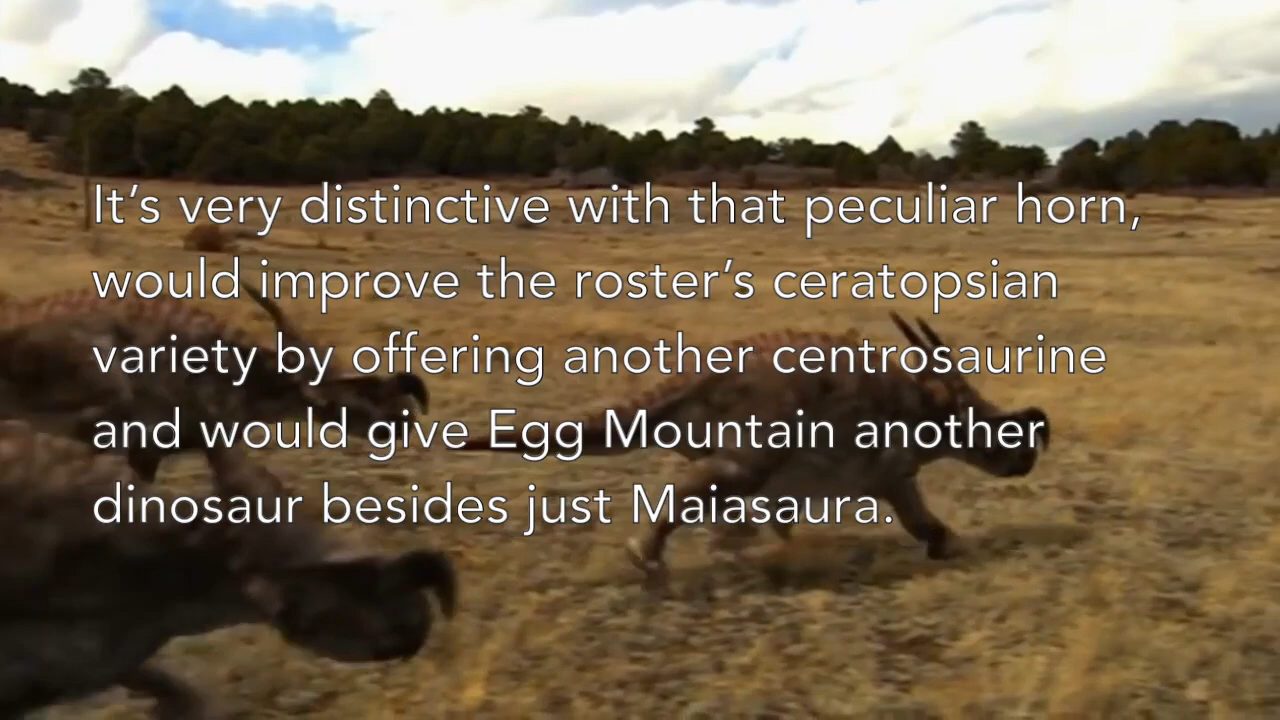 It’s very distinctive with that peculiar horn,
would improve the roster’s ceratopsian
variety by offering another centrosaurine
and would give Egg Mountain another
dinosaur besides just Maiasaura.